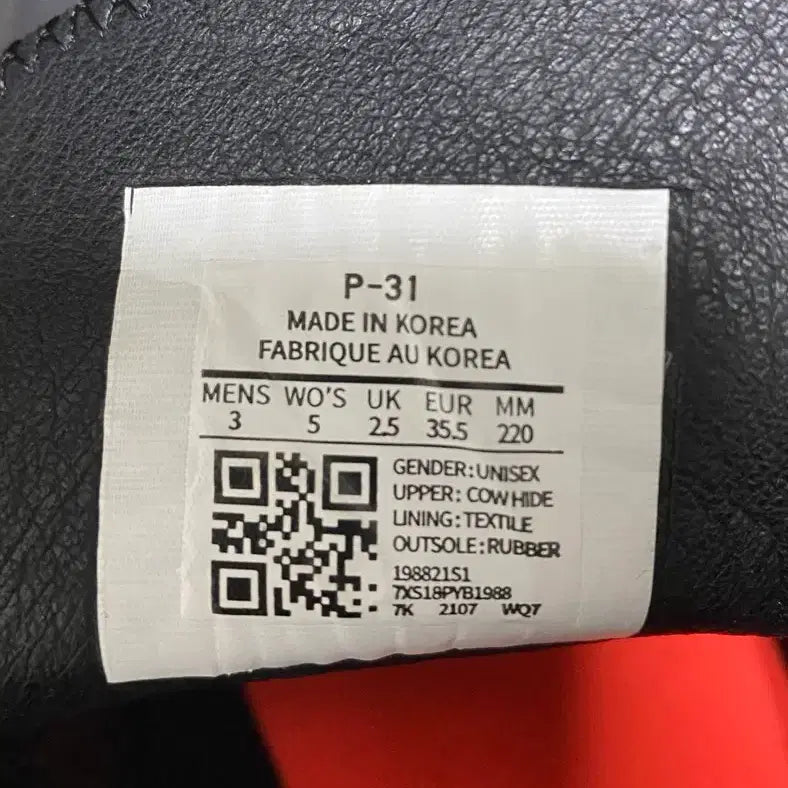 P-31
MADE IN KOREA
FABRIQUE AU KOREA
MENS WO'S UK EUR MM
3 5 2.5 35.5 220
GENDER:UNISEX
UPPER: COW HIDE
LINING:TEXTILE
OUTSOLE:RUBBER
198821S1
7XS18PYB1988
7K 2107 WQ7